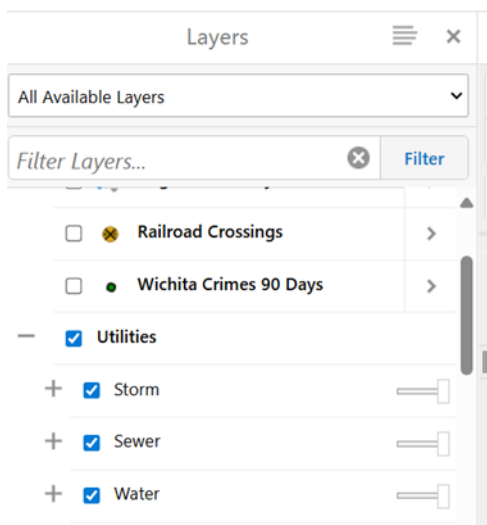 Layers
All Available Layers
Filter Layers...
Filter
Railroad Crossings
Wichita Crimes 90 Days
Utilities
Storm
Sewer
Water